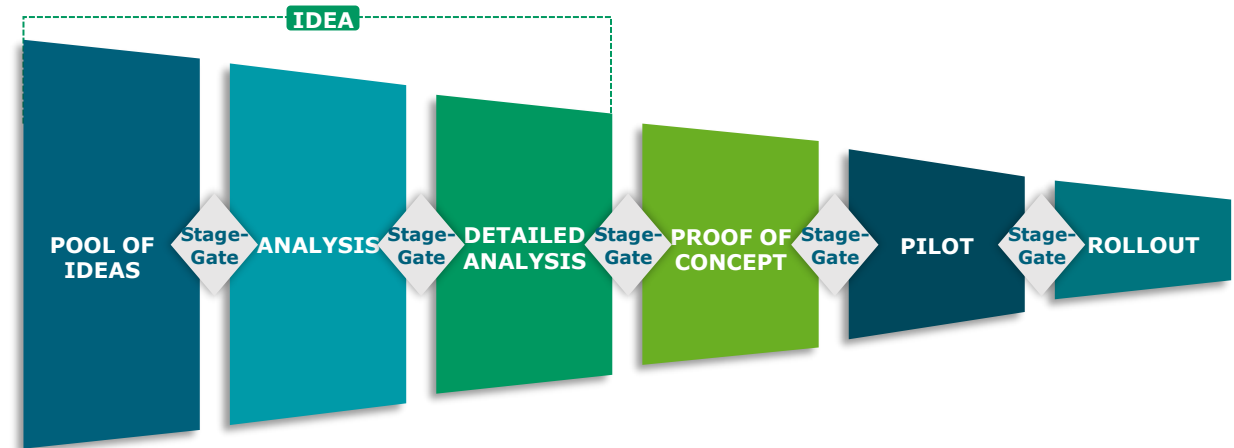 IDEA
POOL OF
IDEAS
Stage-
Gate
ANALYSIS
Stage-
Gate
DETAILED
ANALYSIS
Stage-
Gate
PROOF OF
CONCEPT
Stage-
Gate
PILOT
Stage-
Gate
ROLLOUT